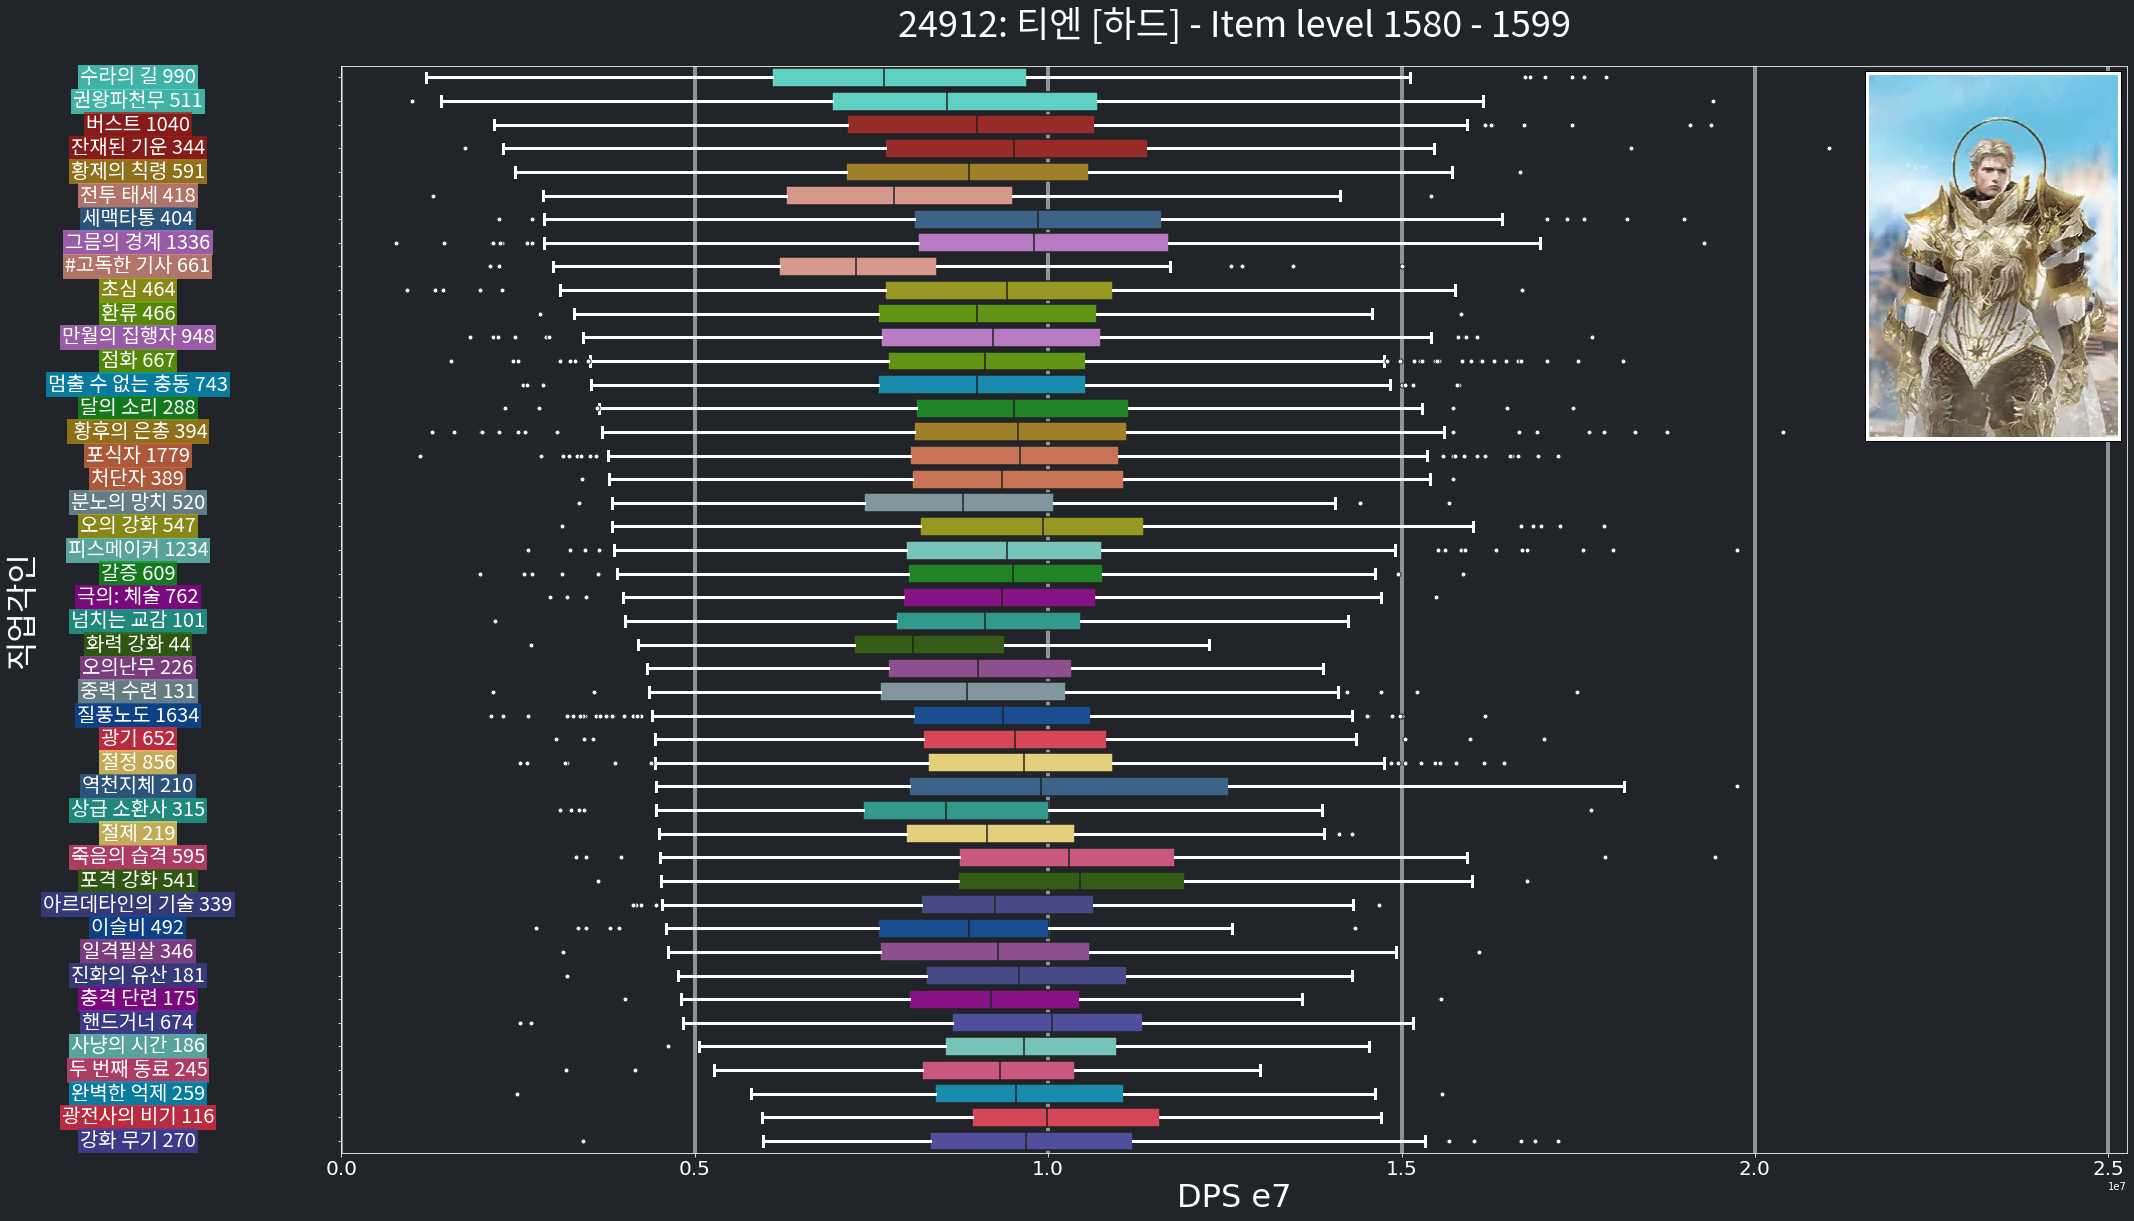 24912: 티엔 [하드] - Item level 1580 - 1599
직업각인
수라의 길 990
권왕파천무 511
버스트 1040
잔재된 기운 344
황제의 칙령 591
전투 태세 418
세맥타통 404
그믐의 경계 1336
#고독한 기사 661
초심 464
환류 466
만월의 집행자 948
점화 667
멈출 수 없는 충동 743
달의 소리 288
황후의 은총 394
포식자 1779
처단자 389
분노의 망치 520
오의 강화 547
피스메이커 1234
갈증 609
극의: 체술 762
넘치는 교감 101
화력 강화 44
오의난무 226
중력 수련 131
질풍노도 1634
광기 652
절정 856
역천지체 210
상급 소환사 315
절제 219
죽음의 습격 595
포격 강화 541
아르데타인의 기술 339
이슬비 492
일격필살 346
진화의 유산 181
충격 단련 175
핸드거너 674
사냥의 시간 186
두 번째 동료 245
완벽한 억제 259
광전사의 비기 116
강화 무기 270
0.0 0.5 1.0 1.5 2.0 2.5
1e7
DPS e7